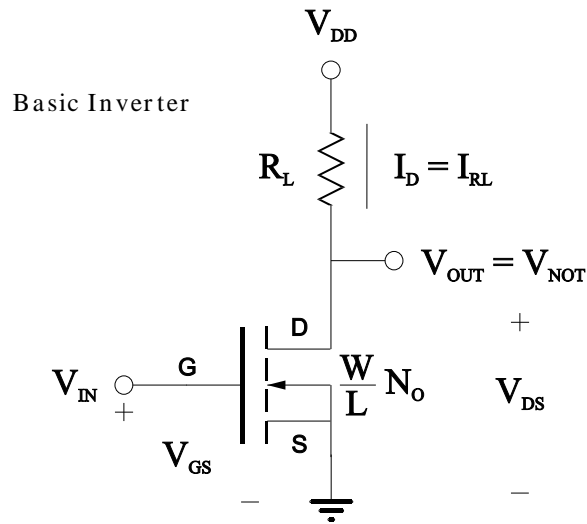 V_DD
Basic Inverter
R_L
I_D = I_RL
V_OUT = V_NOT
+
D
G
W/L N_O
V_IN
+
V_DS
S
V_GS
−
−